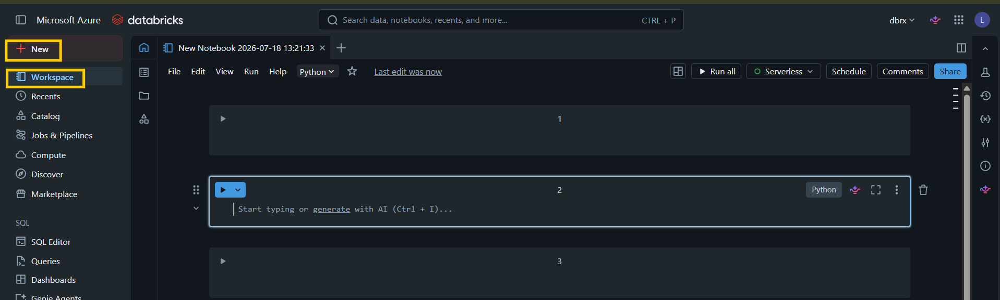 Microsoft Azure databricks
Search data, notebooks, recents, and more... CTRL + P
dbrx
L
New
Workspace
Recents
Catalog
Jobs & Pipelines
Compute
Discover
Marketplace
SQL
SQL Editor
Queries
Dashboards
Genie Agents
New Notebook 2026-07-18 13:21:33
File Edit View Run Help Python Last edit was now
Run all Serverless Schedule Comments Share
1
2
Python
Start typing or generate with AI (Ctrl + I)...
3